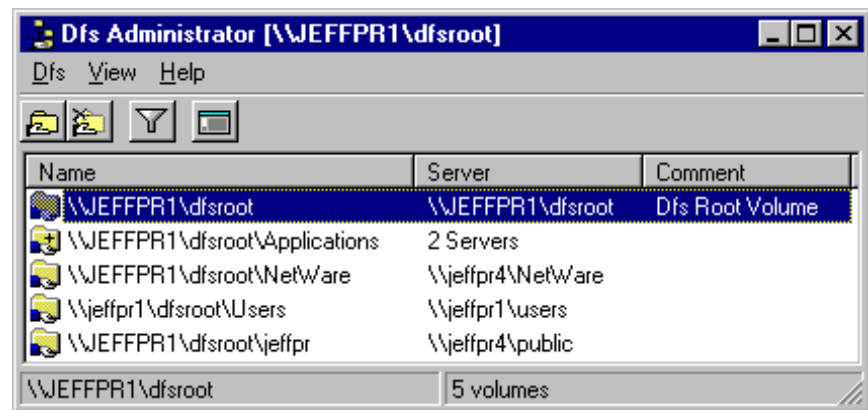 Dfs Administrator [\\JEFFPR1\dfsroot]
Dfs View Help
Name Server Comment
\\JEFFPR1\dfsroot \\JEFFPR1\dfsroot Dfs Root Volume
\\JEFFPR1\dfsroot\Applications 2 Servers
\\JEFFPR1\dfsroot\NetWare \\jeffpr4\NetWare
\\jeffpr1\dfsroot\Users \\jeffpr1\users
\\JEFFPR1\dfsroot\jeffpr \\jeffpr4\public
\\JEFFPR1\dfsroot 5 volumes